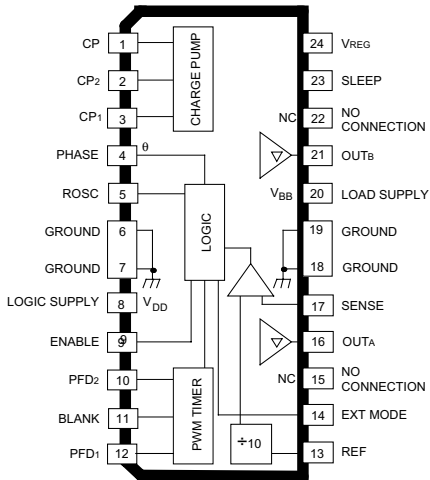 CP 1
CP2 2
CP1 3
PHASE 4 θ
ROSC 5
GROUND 6
GROUND 7
LOGIC SUPPLY 8 VDD
ENABLE 9
PFD2 10
BLANK 11
PFD1 12
CHARGE PUMP
LOGIC
PWM TIMER
÷10
24 VREG
23 SLEEP
NC 22 NO
CONNECTION
21 OUTB
VBB 20 LOAD SUPPLY
19 GROUND
18 GROUND
17 SENSE
16 OUTA
NC 15 NO
CONNECTION
14 EXT MODE
13 REF